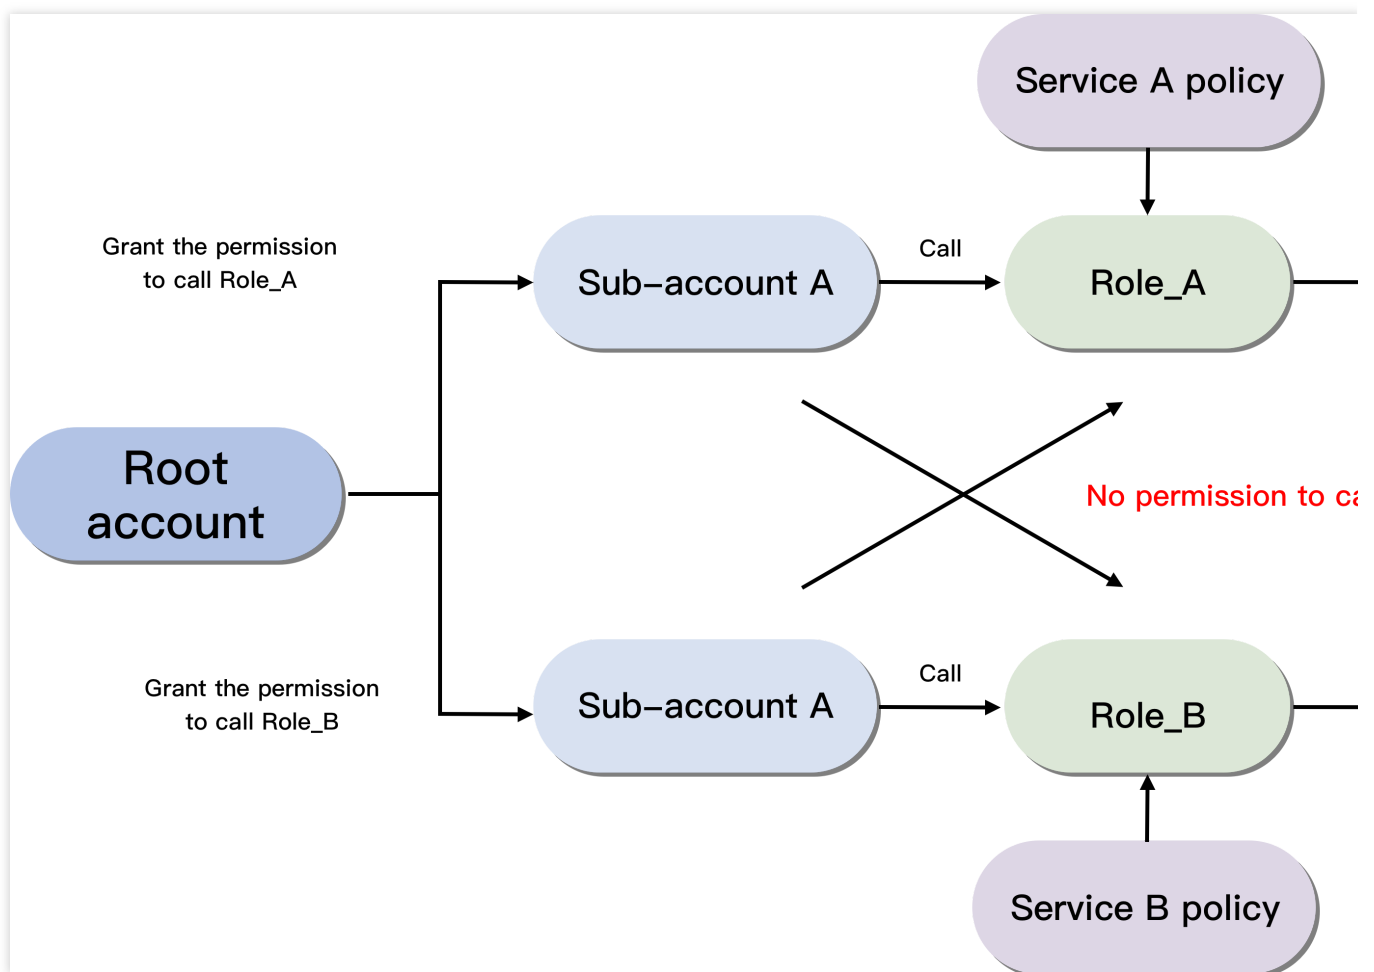 Service A policy
Grant the permission
to call Role_A
Sub-account A
Call
Role_A
Root
account
No permission to
Grant the permission
to call Role_B
Sub-account A
Call
Role_B
Service B policy